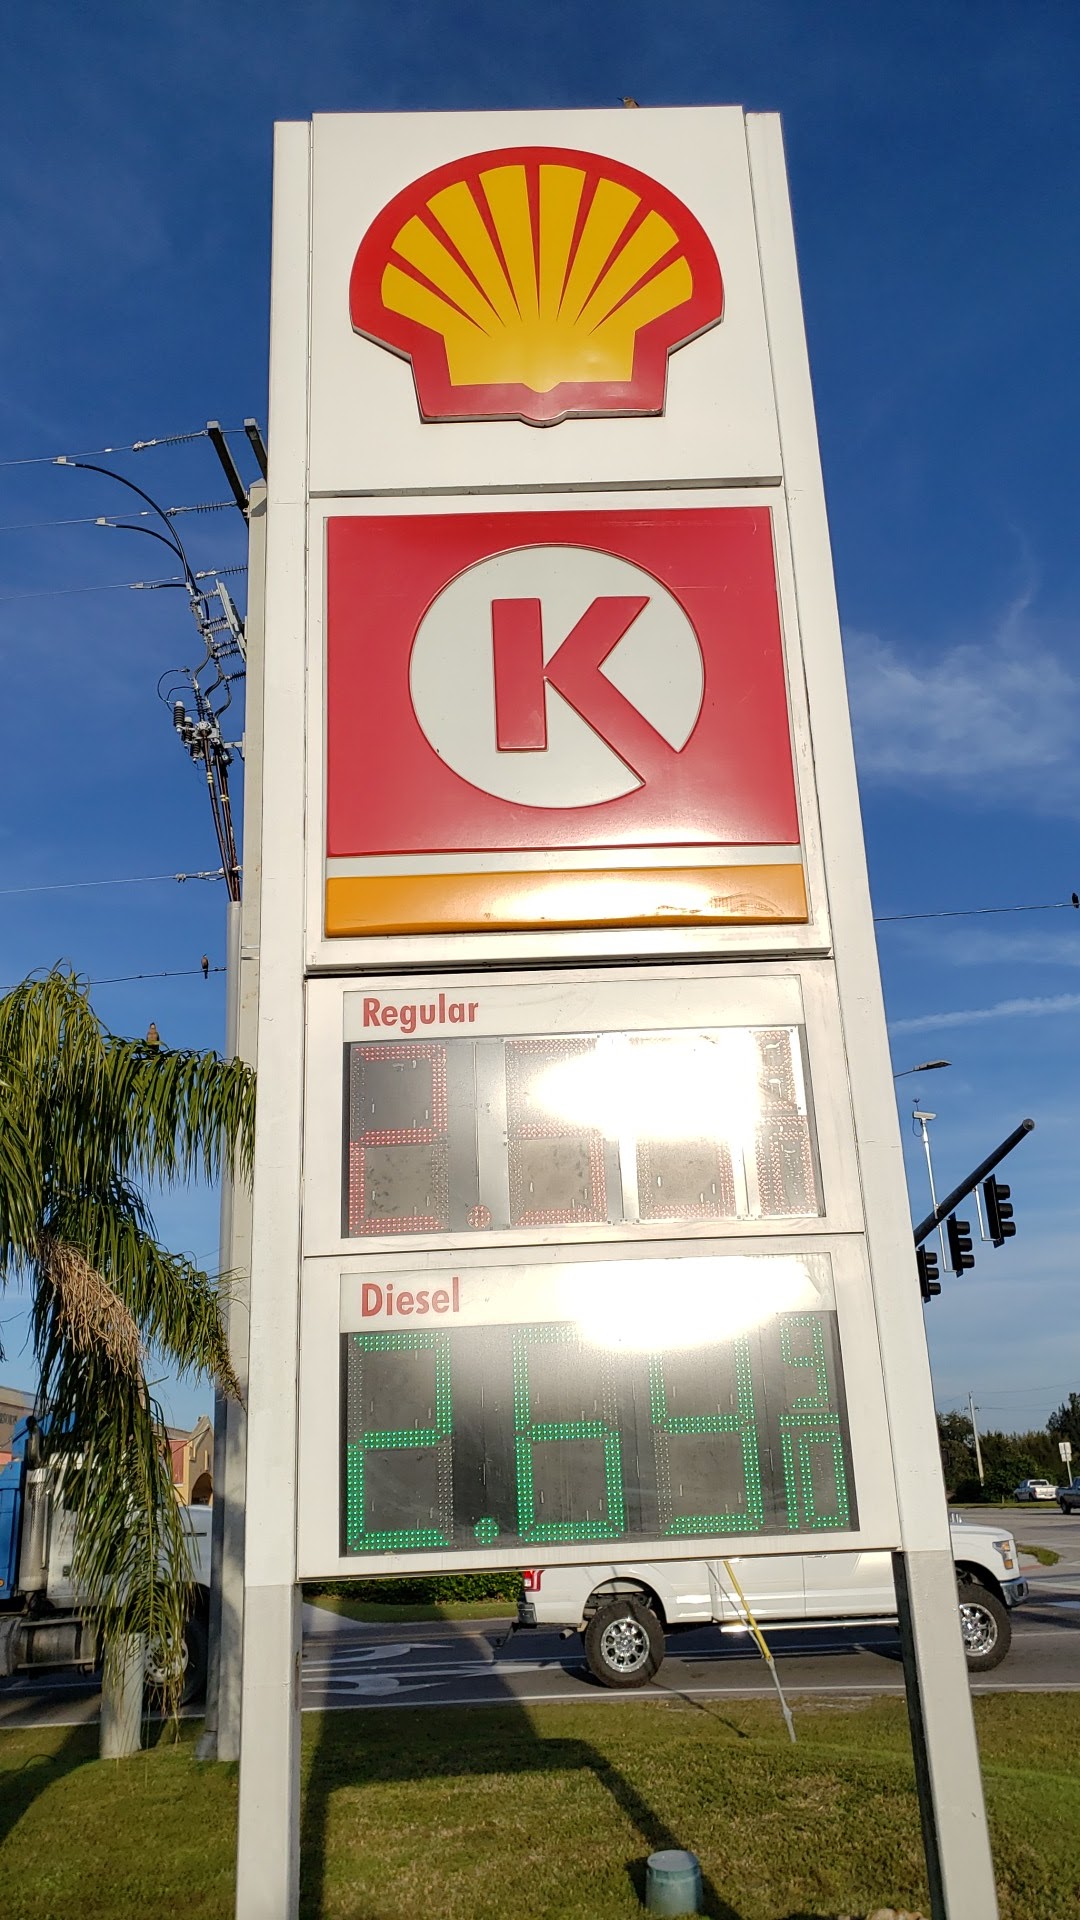 K
Regular
Diesel
2.64 9/10